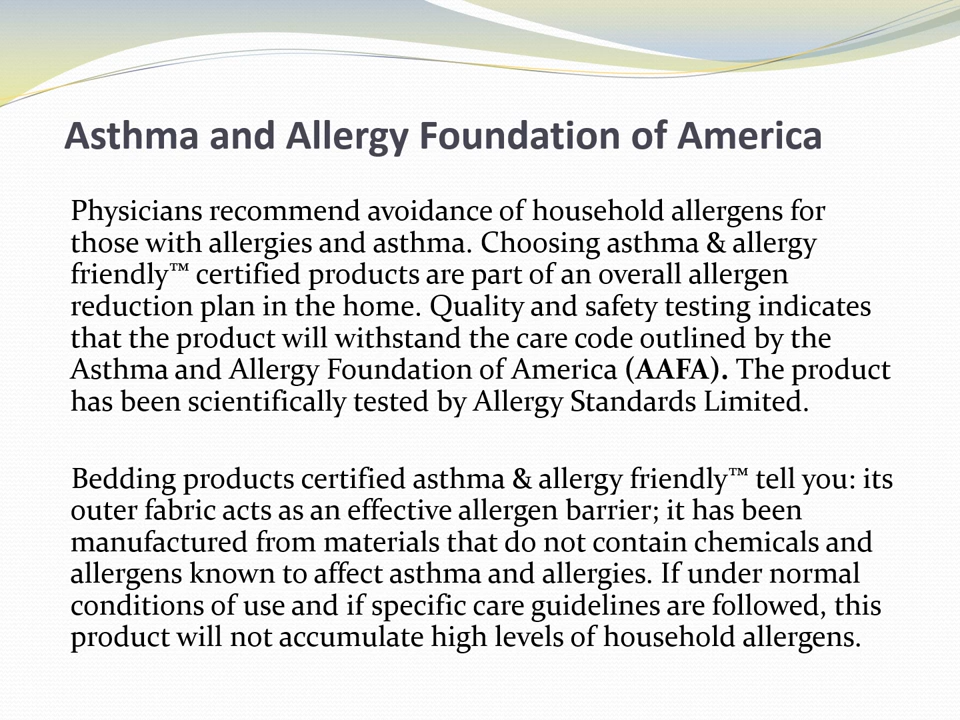 Asthma and Allergy Foundation of America
Physicians recommend avoidance of household allergens for
those with allergies and asthma. Choosing asthma & allergy
friendly™ certified products are part of an overall allergen
reduction plan in the home. Quality and safety testing indicates
that the product will withstand the care code outlined by the
Asthma and Allergy Foundation of America (AAFA). The product
has been scientifically tested by Allergy Standards Limited.
Bedding products certified asthma & allergy friendly™ tell you: its
outer fabric acts as an effective allergen barrier; it has been
manufactured from materials that do not contain chemicals and
allergens known to affect asthma and allergies. If under normal
conditions of use and if specific care guidelines are followed, this
product will not accumulate high levels of household allergens.